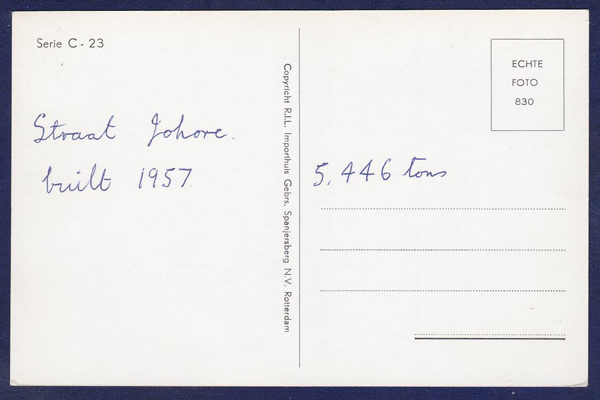 Serie C - 23
Straat Johore.
built 1957.
Copyright R.I.L. Importhuis Gebrs. Spanjersberg N.V. Rotterdam
ECHTE
FOTO
830
5,446 tons